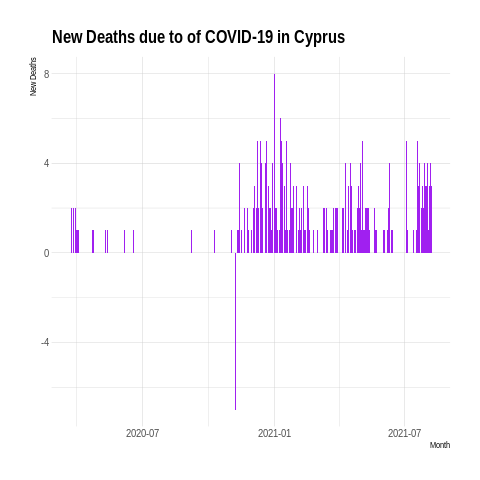 New Deaths due to of COVID-19 in Cyprus
New Deaths
8
4
0
-4
2020-07
2021-01
2021-07
Month